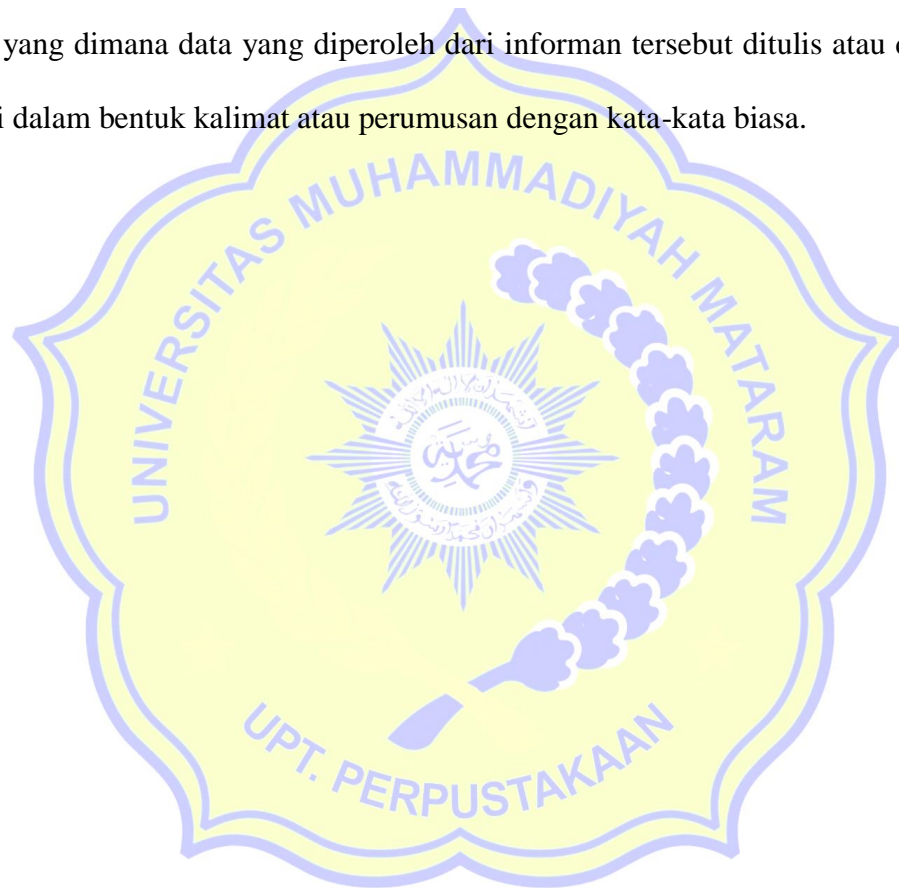 yang dimana data yang diperoleh dari informan tersebut ditulis atau
dalam bentuk kalimat atau perumusan dengan kata-kata biasa.
UNIVERSITAS MUHAMMADIYAH MATARAM
محمدية
UPT. PERPUSTAKAAN